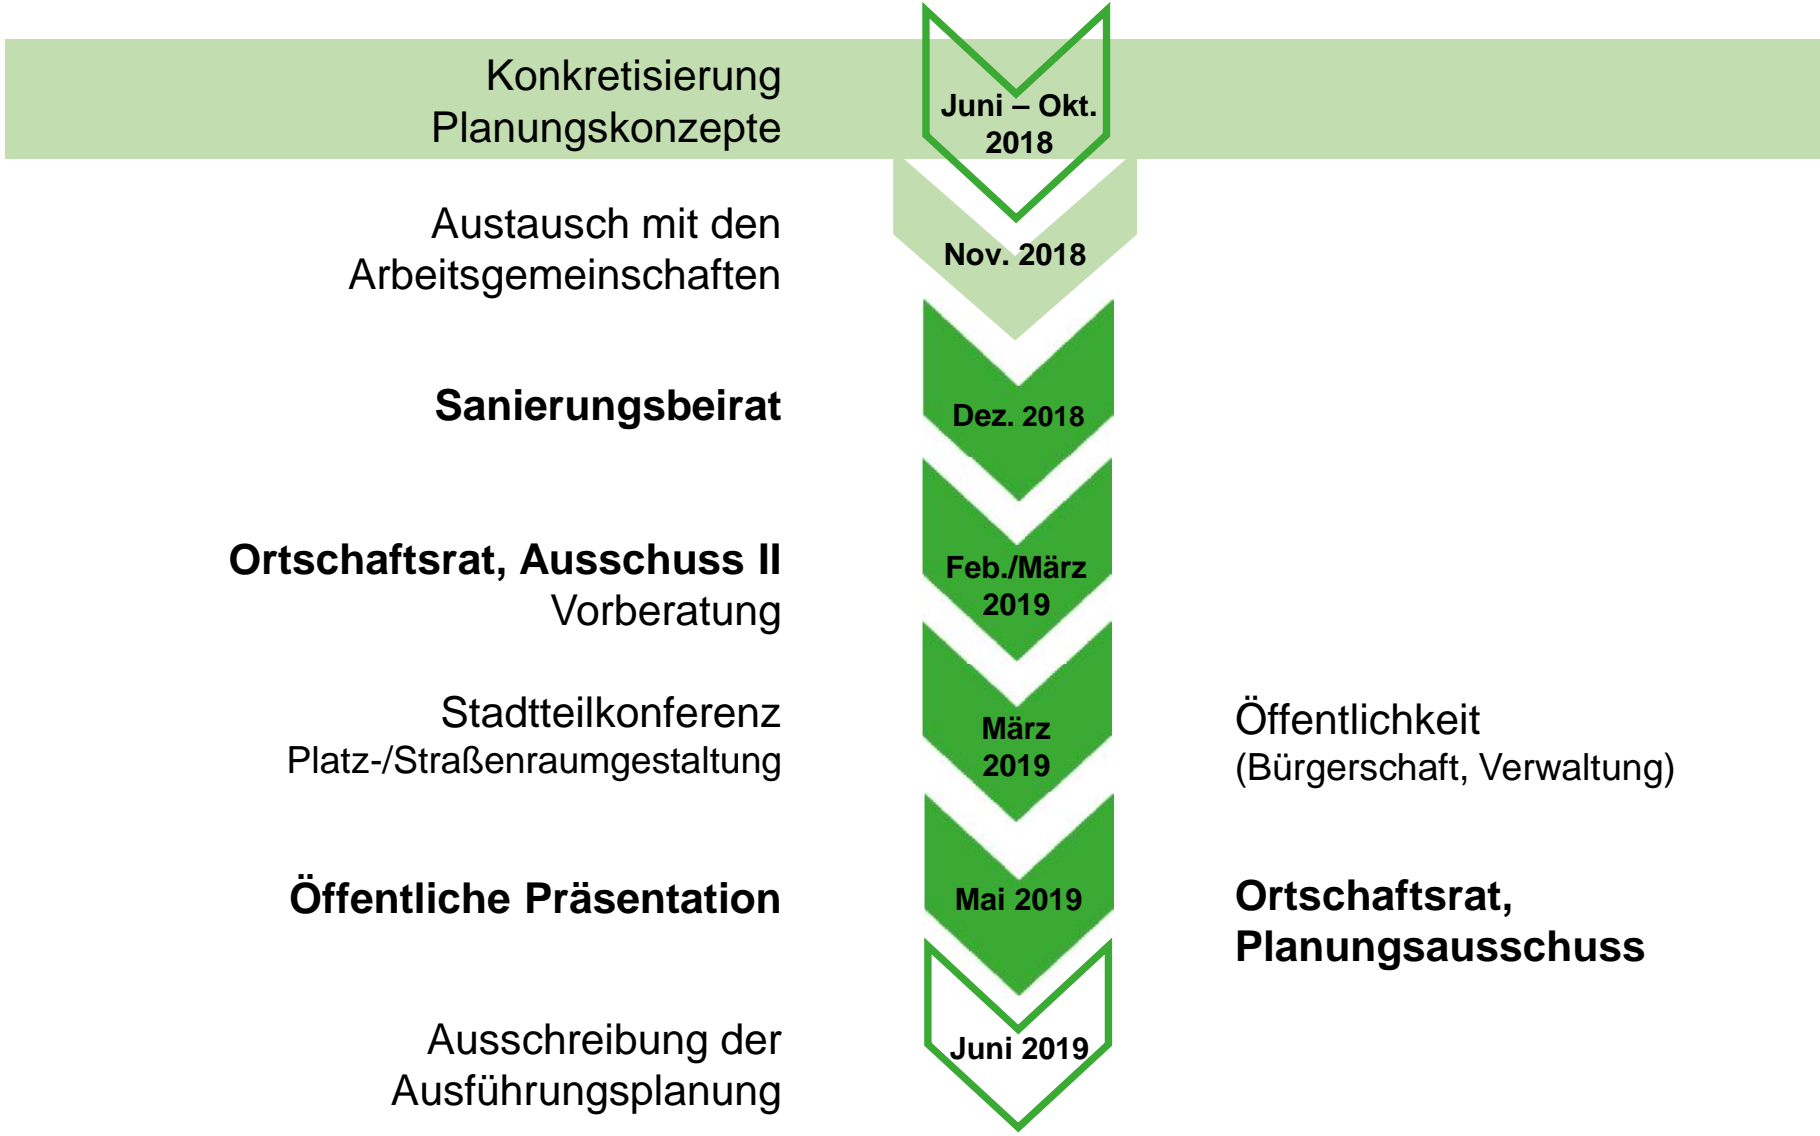 Konkretisierung
Planungskonzepte
Juni – Okt.
2018
Austausch mit den
Arbeitsgemeinschaften
Nov. 2018
Sanierungsbeirat
Dez. 2018
Ortschaftsrat, Ausschuss II
Vorberatung
Feb./März
2019
Stadtteilkonferenz
Platz-/Straßenraumgestaltung
März
2019
Öffentlichkeit
(Bürgerschaft, Verwaltung)
Öffentliche Präsentation
Mai 2019
Ortschaftsrat,
Planungsausschuss
Ausschreibung der
Ausführungsplanung
Juni 2019